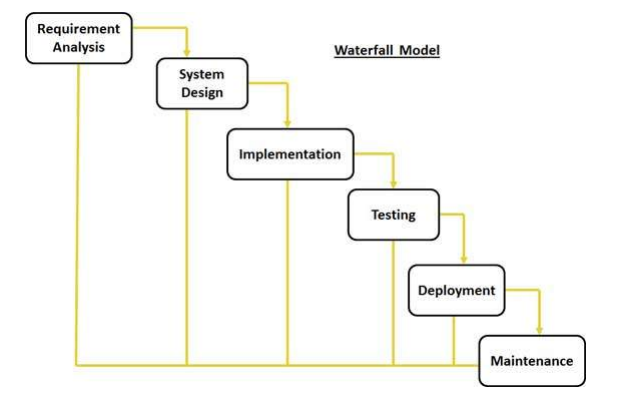 Requirement
Analysis
Waterfall Model
System
Design
Implementation
Testing
Deployment
Maintenance